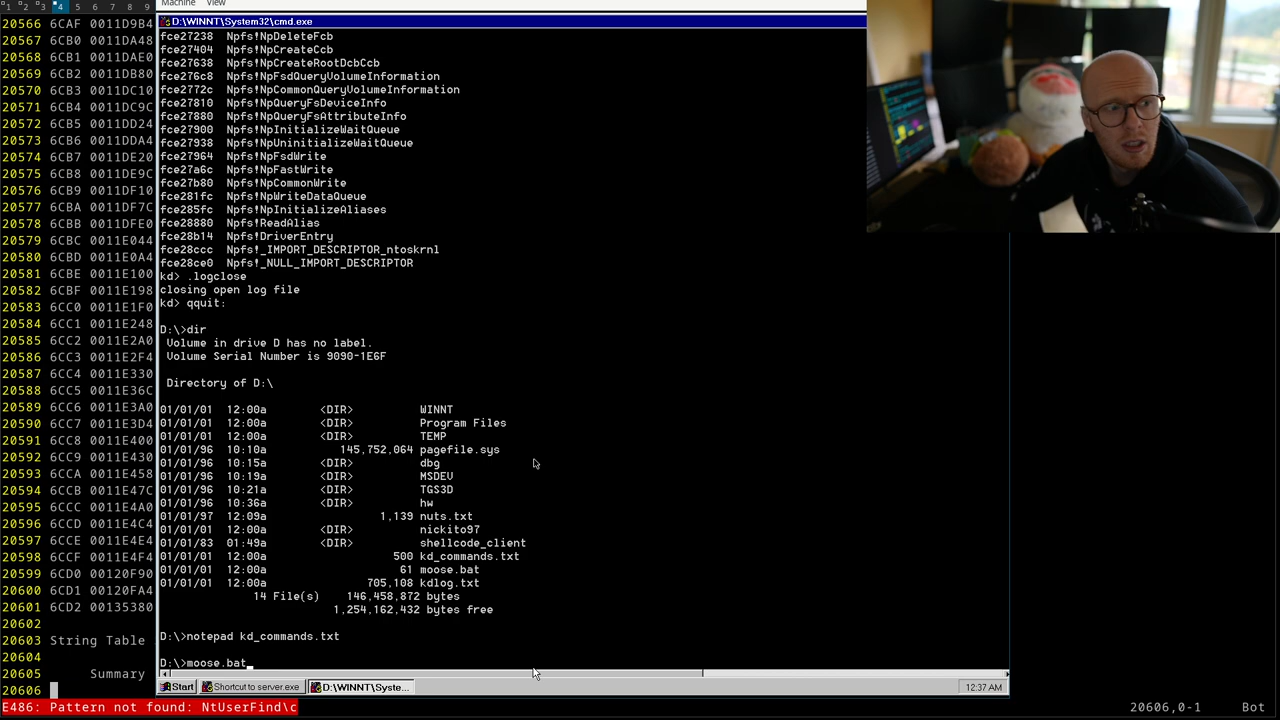 1 2 3 4 5 6 7 8 9
Machine View
20566 6CAF 0011D9B4
20567 6CB0 0011DA48
20568 6CB1 0011DAE0
20569 6CB2 0011DB80
20570 6CB3 0011DC10
20571 6CB4 0011DC9C
20572 6CB5 0011DD24
20573 6CB6 0011DDA4
20574 6CB7 0011DE20
20575 6CB8 0011DE9C
20576 6CB9 0011DF10
20577 6CBA 0011DF7C
20578 6CBB 0011DFE0
20579 6CBC 0011E044
20580 6CBD 0011E0A4
20581 6CBE 0011E100
20582 6CBF 0011E198
20583 6CC0 0011E1F0
20584 6CC1 0011E248
20585 6CC2 0011E2A0
20586 6CC3 0011E2F4
20587 6CC4 0011E330
20588 6CC5 0011E36C
20589 6CC6 0011E3A0
20590 6CC7 0011E3D4
20591 6CC8 0011E400
20592 6CC9 0011E430
20593 6CCA 0011E458
20594 6CCB 0011E47C
20595 6CCC 0011E4A0
20596 6CCD 0011E4C4
20597 6CCE 0011E4E4
20598 6CCF 0011E4F4
20599 6CD0 00120F90
20600 6CD1 00120FA4
20601 6CD2 00135380
20602
20603 String Table
20604
20605 Summary
20606
D:\WINNT\System32\cmd.exe
fce27238 Npfs!NpDeleteFcb
fce27404 Npfs!NpCreateCcb
fce27638 Npfs!NpCreateRootDcbCcb
fce276c8 Npfs!NpFsdQueryVolumeInformation
fce2772c Npfs!NpCommonQueryVolumeInformation
fce27810 Npfs!NpQueryFsDeviceInfo
fce27880 Npfs!NpQueryFsAttributeInfo
fce27900 Npfs!NpInitializeWaitQueue
fce27938 Npfs!NpUninitializeWaitQueue
fce27964 Npfs!NpFsdWrite
fce27a6c Npfs!NpFastWrite
fce27b80 Npfs!NpCommonWrite
fce281fc Npfs!NpWriteDataQueue
fce285fc Npfs!NpInitializeAliases
fce28880 Npfs!ReadAlias
fce28b14 Npfs!DriverEntry
fce28ccc Npfs!_IMPORT_DESCRIPTOR_ntoskrnl
fce28ce0 Npfs!_NULL_IMPORT_DESCRIPTOR
kd> .logclose
closing open log file
kd> qquit:
D:\>dir
Volume in drive D has no label.
Volume Serial Number is 9090-1E6F
Directory of D:\
01/01/01 12:00a <DIR> WINNT
01/01/01 12:00a <DIR> Program Files
01/01/01 12:00a <DIR> TEMP
01/01/96 10:10a 145,752,064 pagefile.sys
01/01/96 10:15a <DIR> dbg
01/01/96 10:19a <DIR> MSDEV
01/01/96 10:21a <DIR> TGS3D
01/01/96 10:36a <DIR> hw
01/01/97 12:09a 1,139 nuts.txt
01/01/01 12:00a <DIR> nickito97
01/01/83 01:49a <DIR> shellcode_client
01/01/01 12:00a 500 kd_commands.txt
01/01/01 12:00a 61 moose.bat
01/01/01 12:00a 705,108 kdlog.txt
14 File(s) 146,458,872 bytes
1,254,162,432 bytes free
D:\>notepad kd_commands.txt
D:\>moose.bat_
Start Shortcut to server.exe D:\WINNT\Syste... 12:37 AM
E486: Pattern not found: NtUserFind\c 20606,0-1 Bot